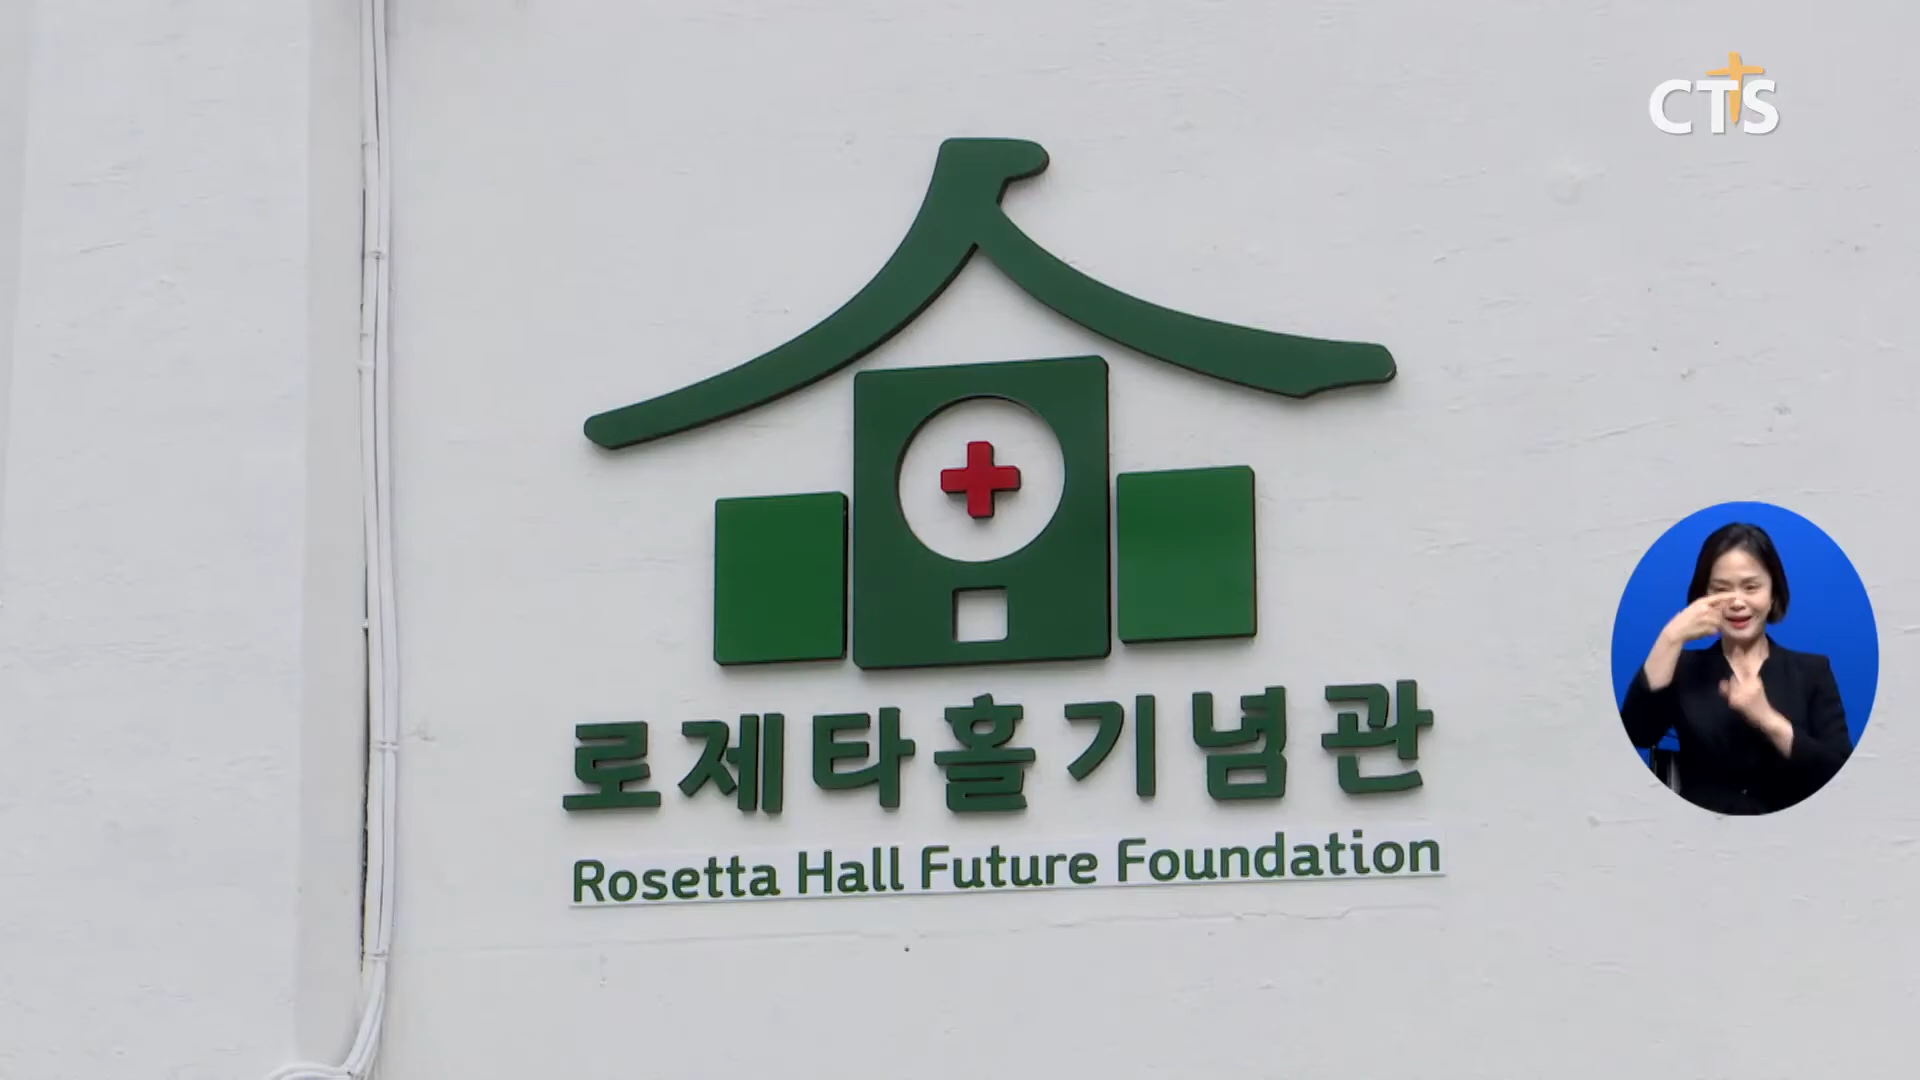 CTS
로제타홀기념관
Rosetta Hall Future Foundation